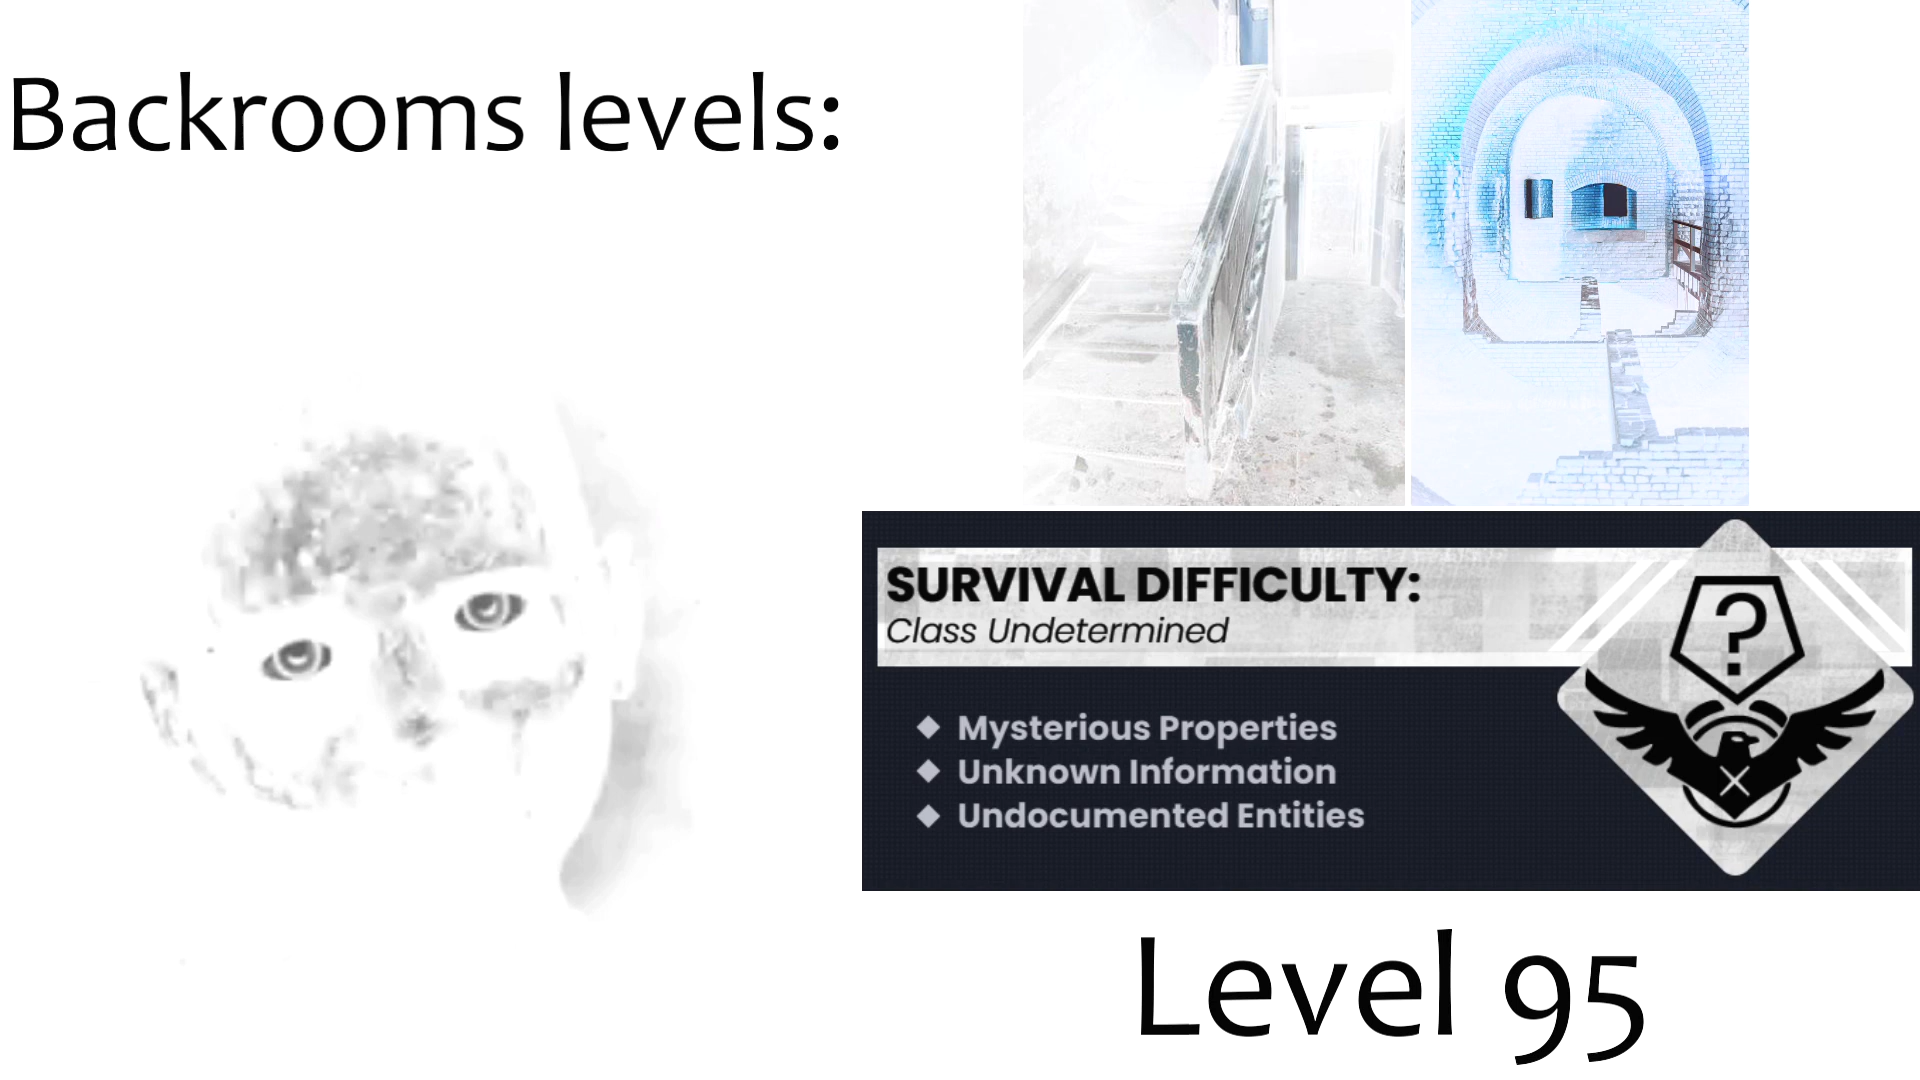 Backrooms levels:
SURVIVAL DIFFICULTY:
Class Undetermined
?
Mysterious Properties
Unknown Information
Undocumented Entities
Level 95